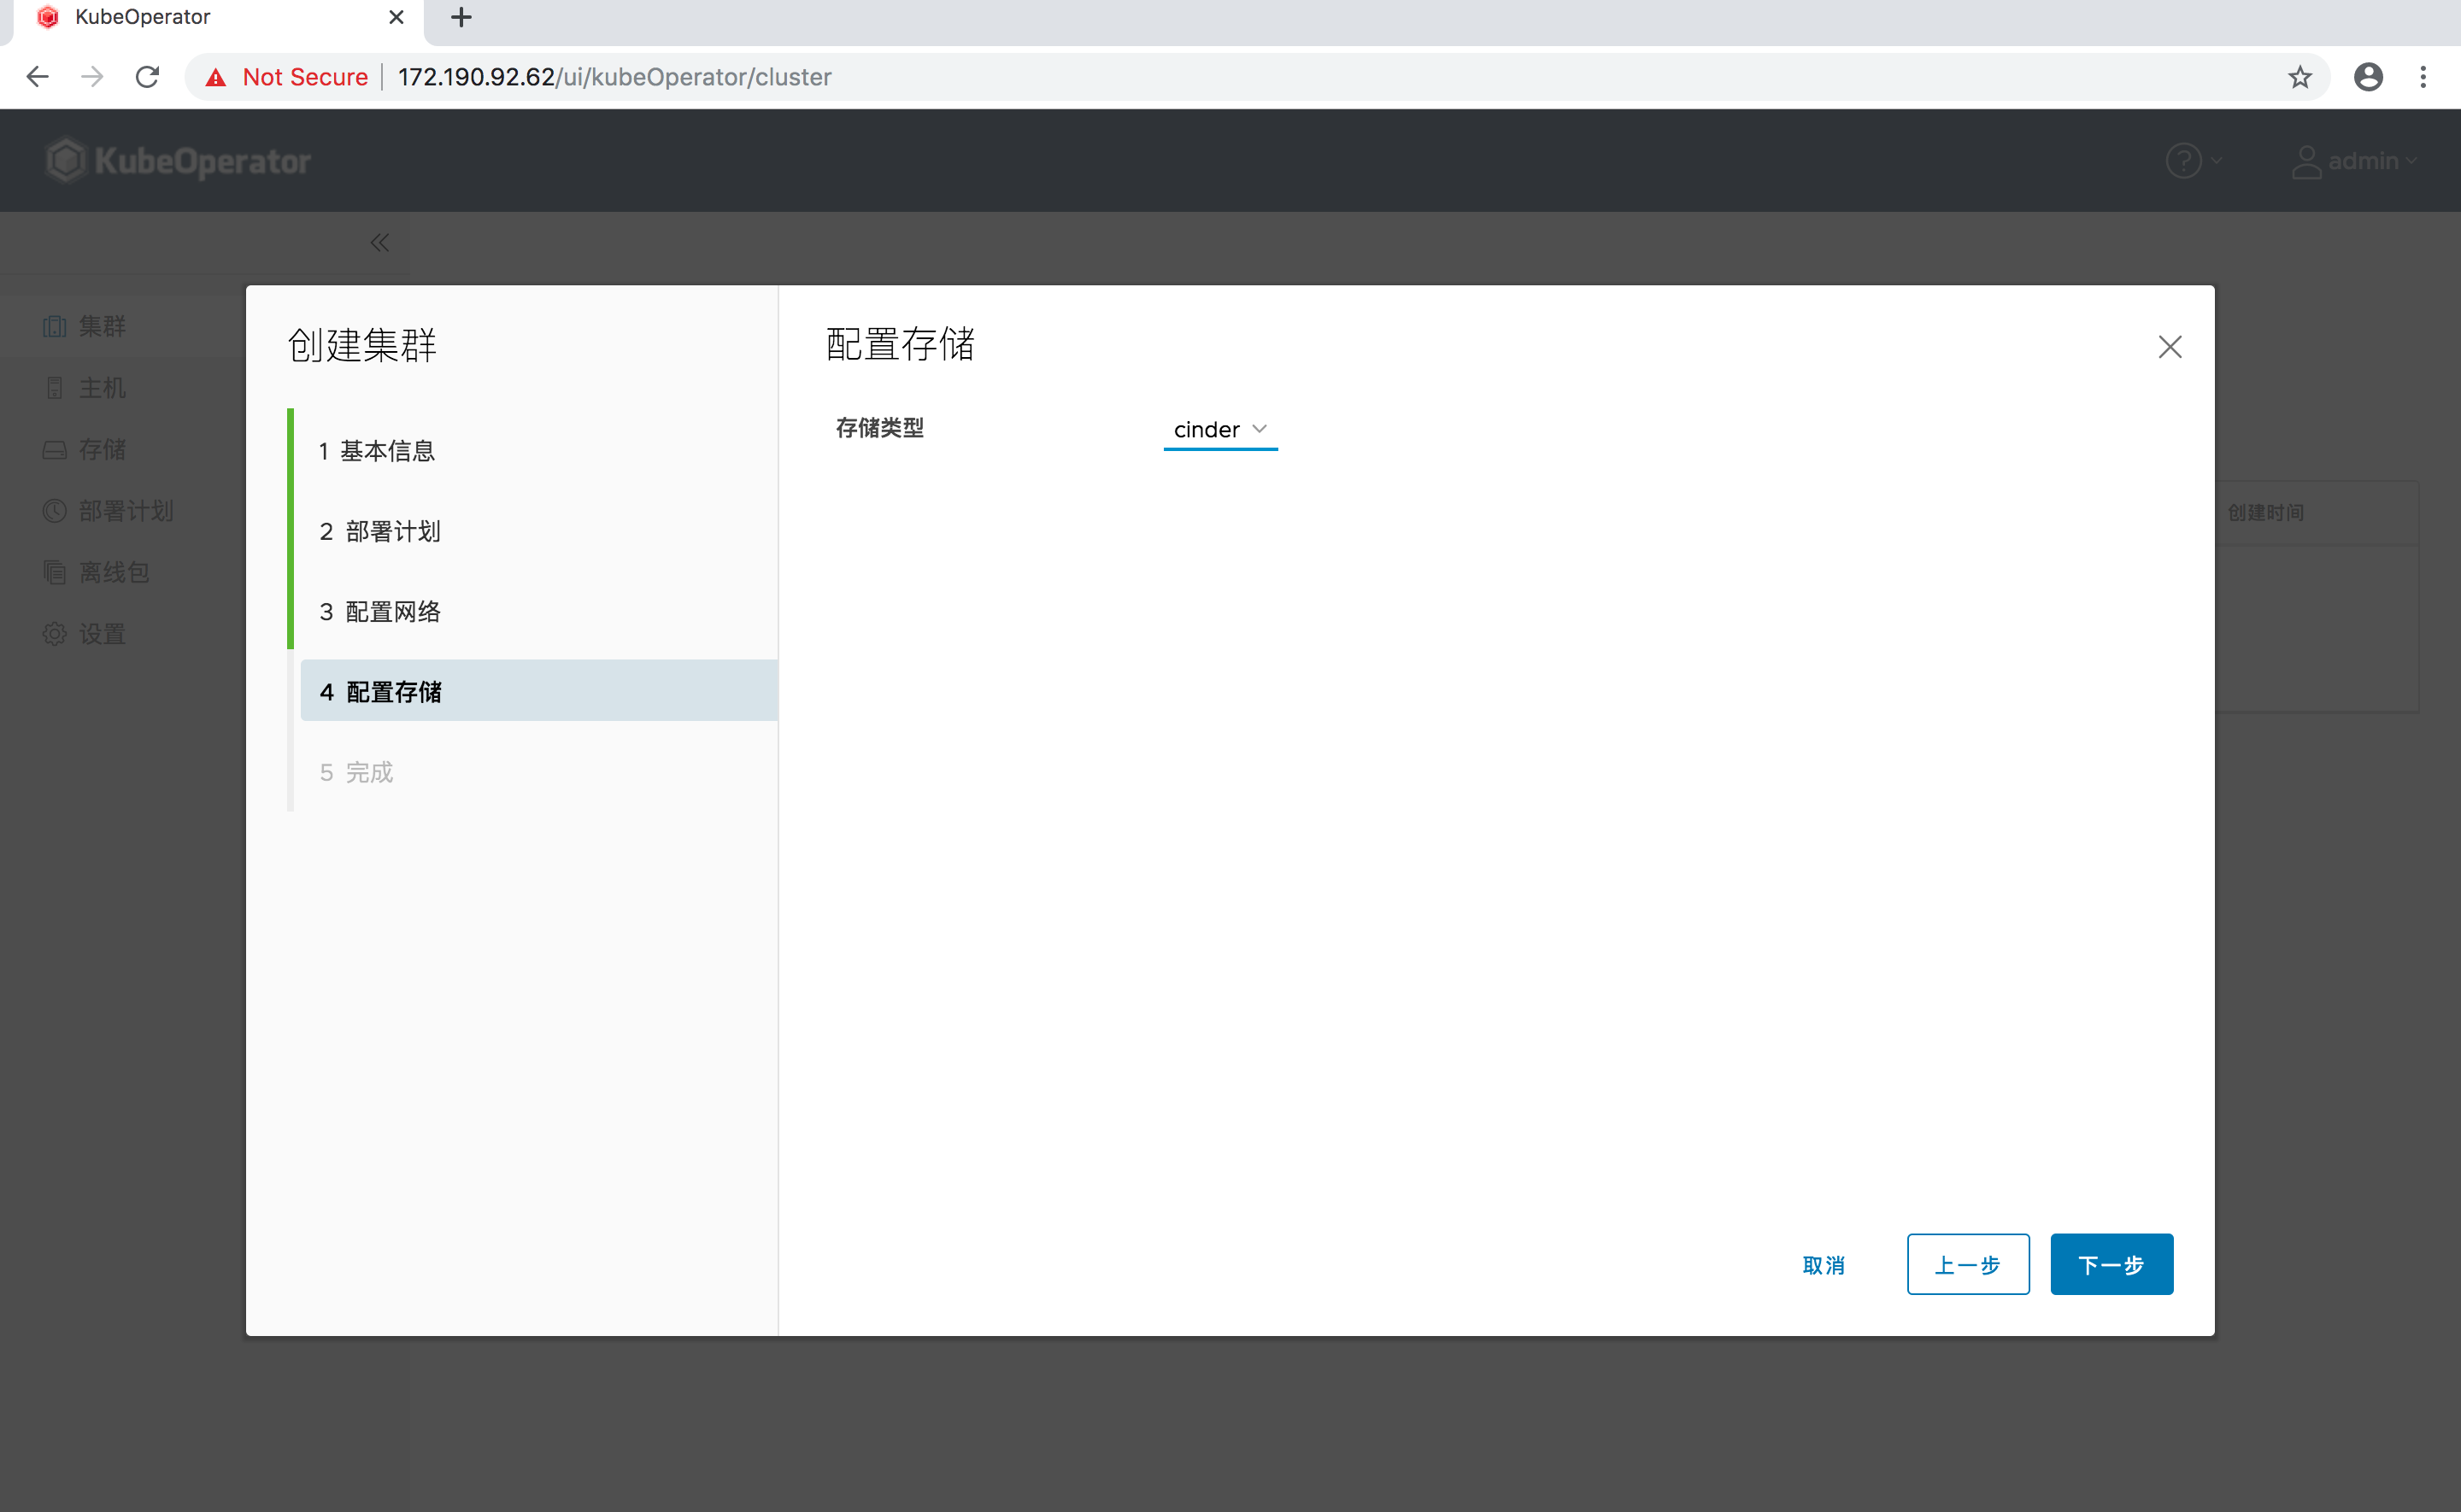 KubeOperator
Not Secure 172.190.92.62/ui/kubeOperator/cluster
KubeOperator
admin
集群
主机
存储
部署计划
离线包
设置
创建集群
1 基本信息
2 部署计划
3 配置网络
4 配置存储
5 完成
配置存储
存储类型 cinder
创建时间
取消 上一步 下一步